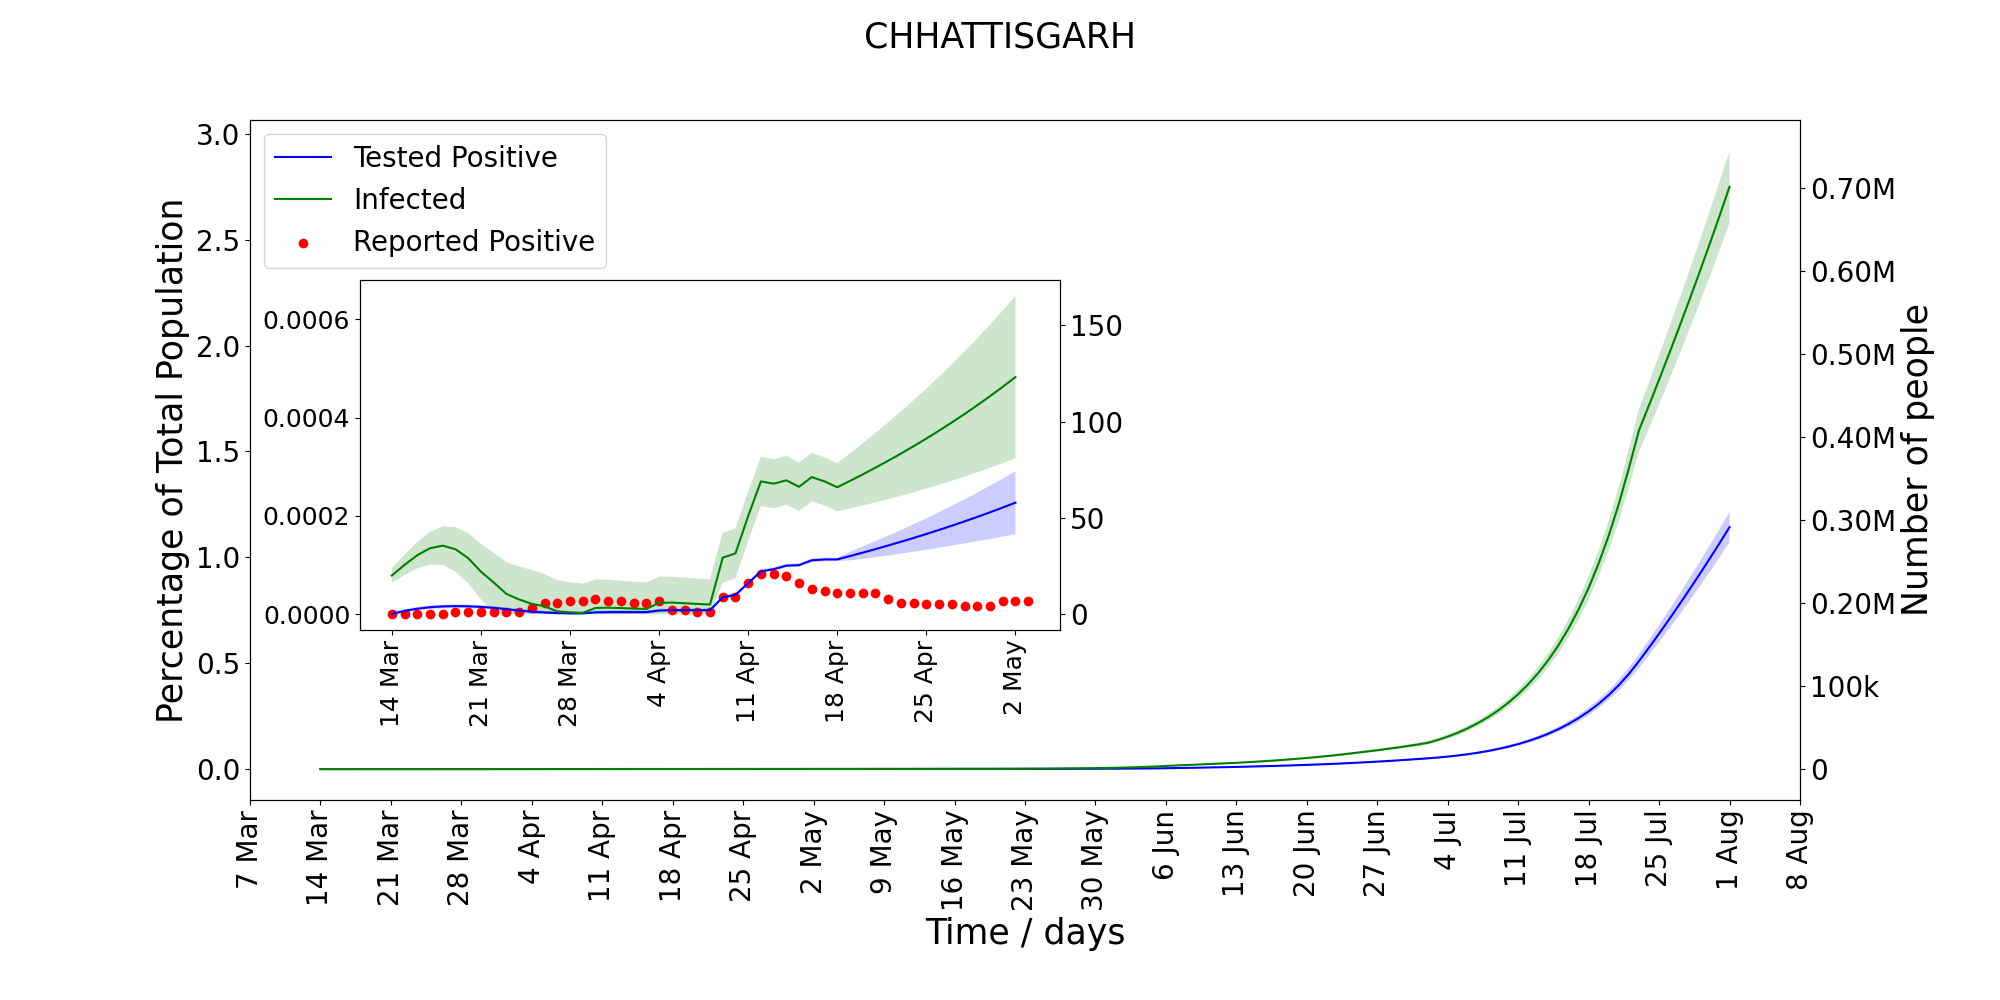 CHHATTISGARH
Tested Positive
Infected
Reported Positive
Percentage of Total Population
3.0
2.5
2.0
1.5
1.0
0.5
0.0
0.0006
0.0004
0.0002
0.0000
150
100
50
0
14 Mar
21 Mar
28 Mar
4 Apr
11 Apr
18 Apr
25 Apr
2 May
0.70M
0.60M
0.50M
0.40M
0.30M
0.20M
100k
0
Number of people
7 Mar
14 Mar
21 Mar
28 Mar
4 Apr
11 Apr
18 Apr
25 Apr
2 May
9 May
16 May
23 May
30 May
6 Jun
13 Jun
20 Jun
27 Jun
4 Jul
11 Jul
18 Jul
25 Jul
1 Aug
8 Aug
Time / days